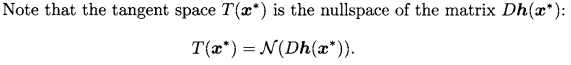 Note that the tangent space T(x*) is the nullspace of the matrix Dh(x*):
T(x*) = N(Dh(x*)).